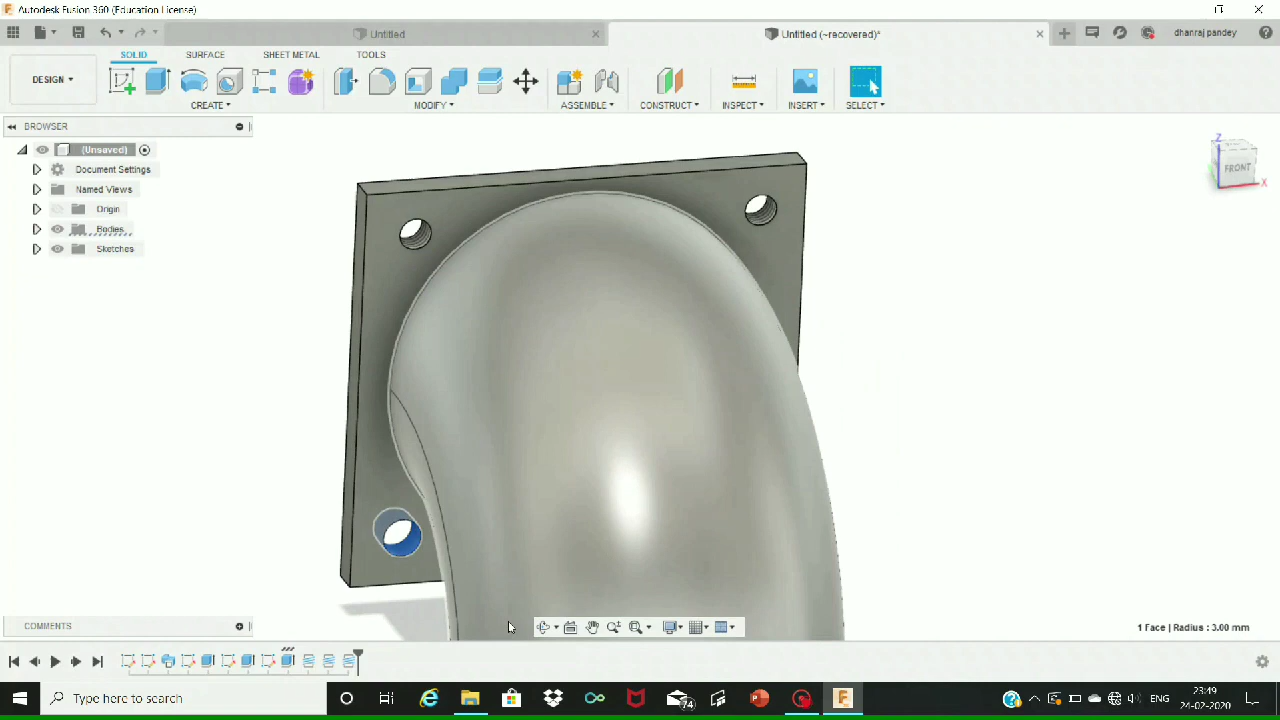 Autodesk Fusion 360 (Education License)
Untitled
Untitled (~recovered)*
dhanraj pandey
SOLID
SURFACE
SHEET METAL
TOOLS
DESIGN
CREATE
MODIFY
ASSEMBLE
CONSTRUCT
INSPECT
INSERT
SELECT
BROWSER
(Unsaved)
Document Settings
Named Views
Origin
Bodies
Sketches
Z
FRONT
X
COMMENTS
1 Face | Radius : 3.00 mm
Type here to search
74
ENG
23:49
24-02-2020